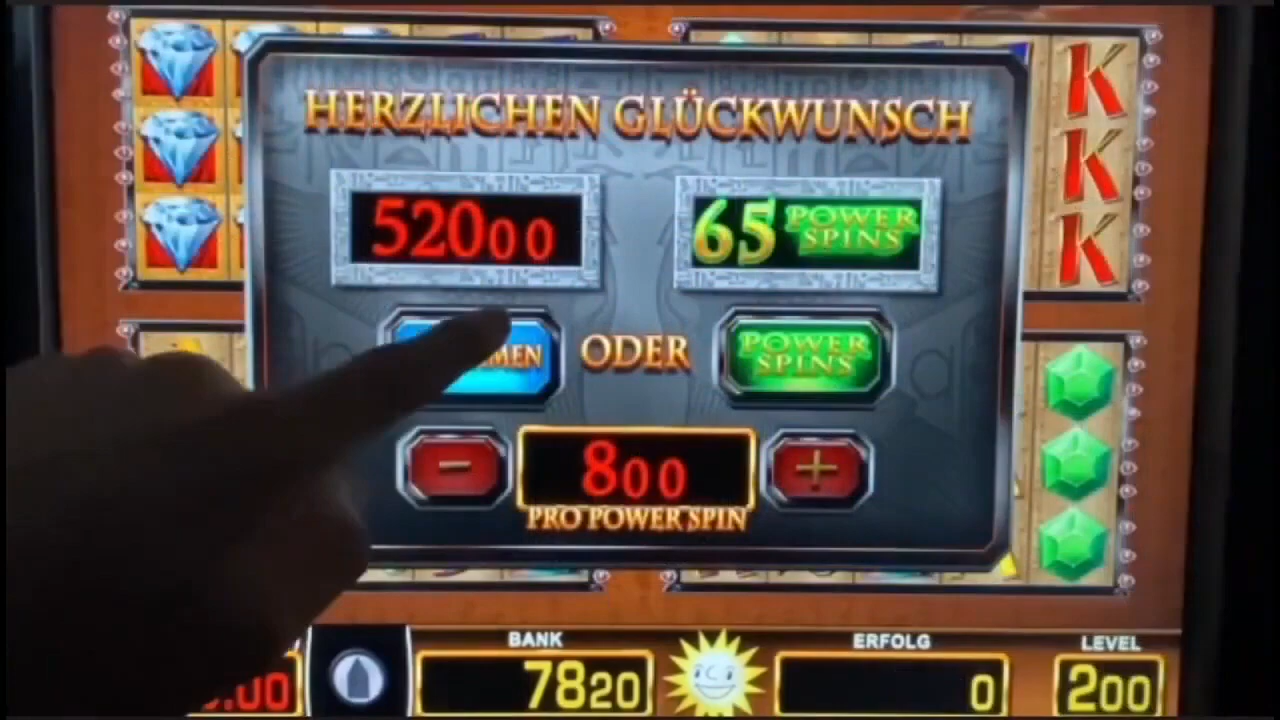 HERZLICHEN GLÜCKWUNSCH
52000
65 POWER SPINS
ODER
POWER SPINS
-
800
+
PRO POWER SPIN
K
K
K
BANK
ERFOLG
LEVEL
7820
0
200